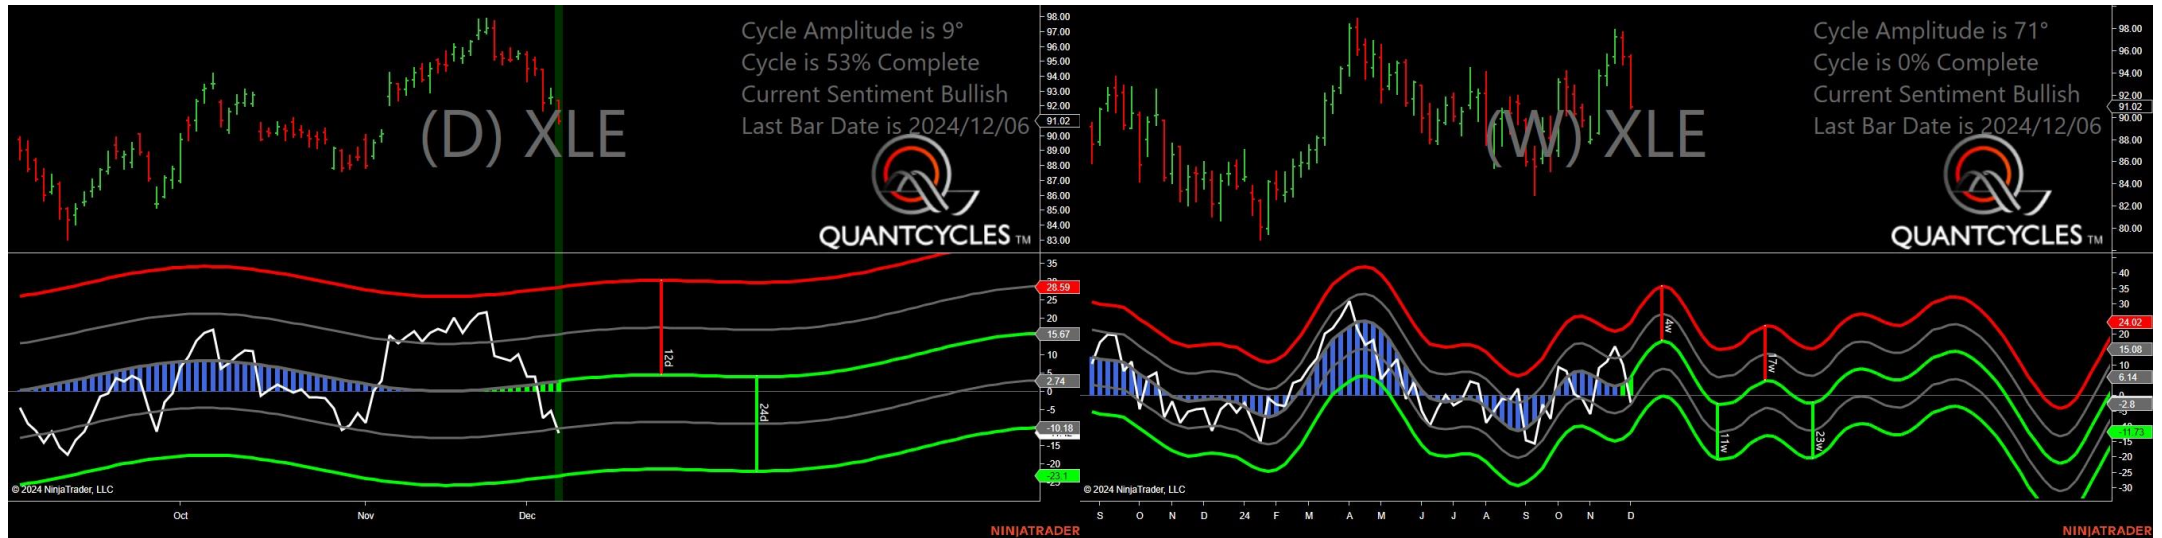 Cycle Amplitude is 9°
Cycle is 53% Complete
Current Sentiment Bullish
Last Bar Date is 2024/12/06
(D) XLE
QUANTCYCLES TM
98.00
97.00
96.00
95.00
94.00
93.00
92.00
91.02
90.00
89.00
88.00
87.00
86.00
85.00
84.00
83.00
35
28.59
25
20
15.67
10
5
2.74
0
-5
-10.18
-15
-20
-23.1
12d
24d
© 2024 NinjaTrader, LLC
Oct
Nov
Dec
NINJATRADER
Cycle Amplitude is 71°
Cycle is 0% Complete
Current Sentiment Bullish
Last Bar Date is 2024/12/06
(W) XLE
QUANTCYCLES TM
98.00
96.00
94.00
92.00
91.02
90.00
88.00
86.00
84.00
82.00
80.00
40
35
30
24.02
20
15.08
10
6.14
-2.8
-11.73
-15
-20
-25
-30
4w
17w
11w
23w
© 2024 NinjaTrader, LLC
S
O
N
D
24
F
M
A
M
J
J
A
S
O
N
D
NINJATRADER